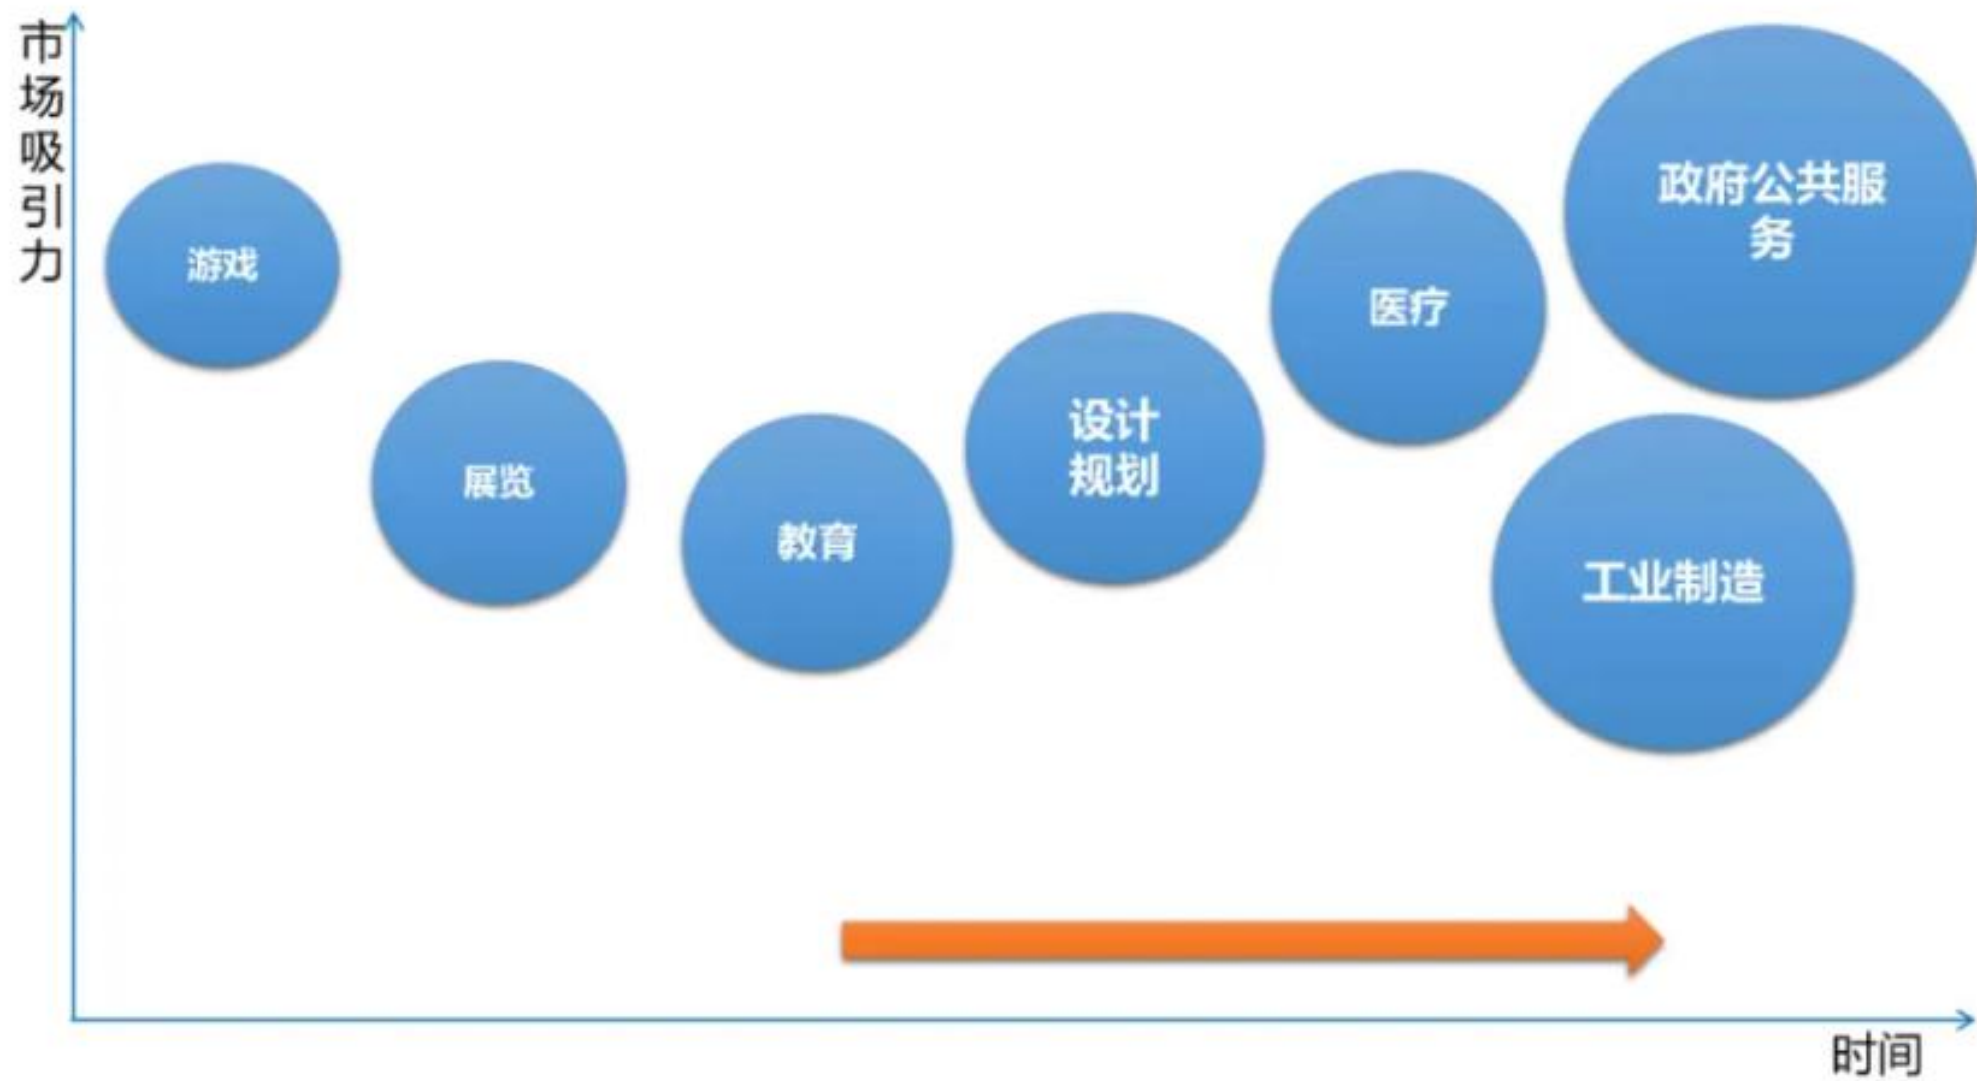 市
场
吸
引
力
游戏
展览
教育
设计
规划
医疗
政府公共服
务
工业制造
时间